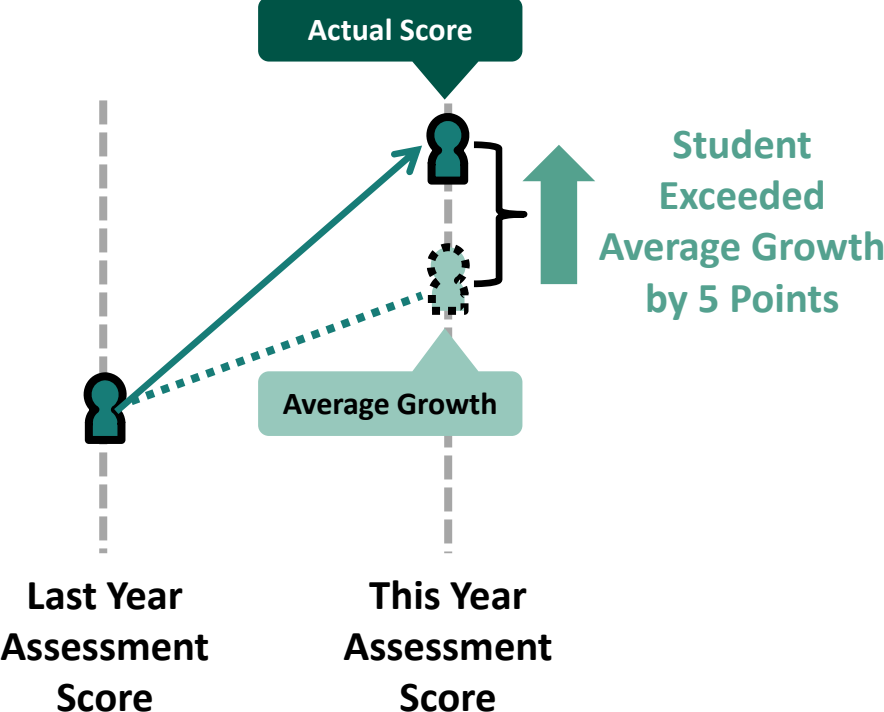 Actual Score
Student
Exceeded
Average Growth
by 5 Points
Average Growth
Last Year
Assessment
Score
This Year
Assessment
Score